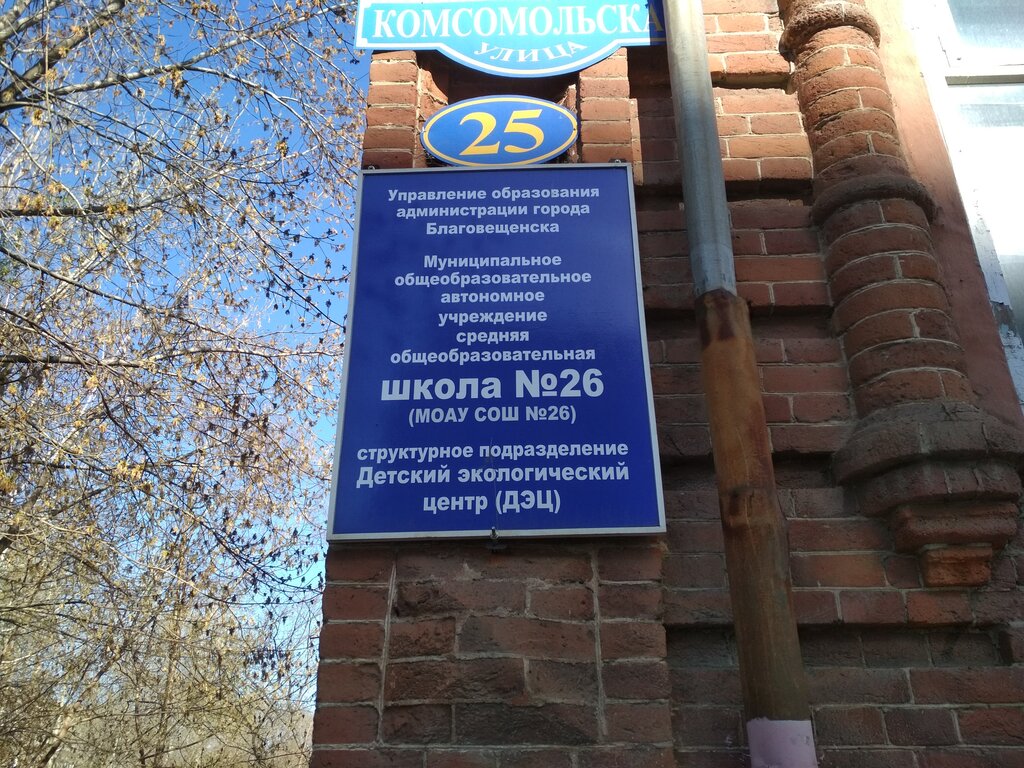 КОМСОМОЛЬСКА
УЛИЦА
25
Управление образования
администрации города
Благовещенска
Муниципальное
общеобразовательное
автономное
учреждение
средняя
общеобразовательная
школа №26
(МОАУ СОШ №26)
структурное подразделение
Детский экологический
центр (ДЭЦ)